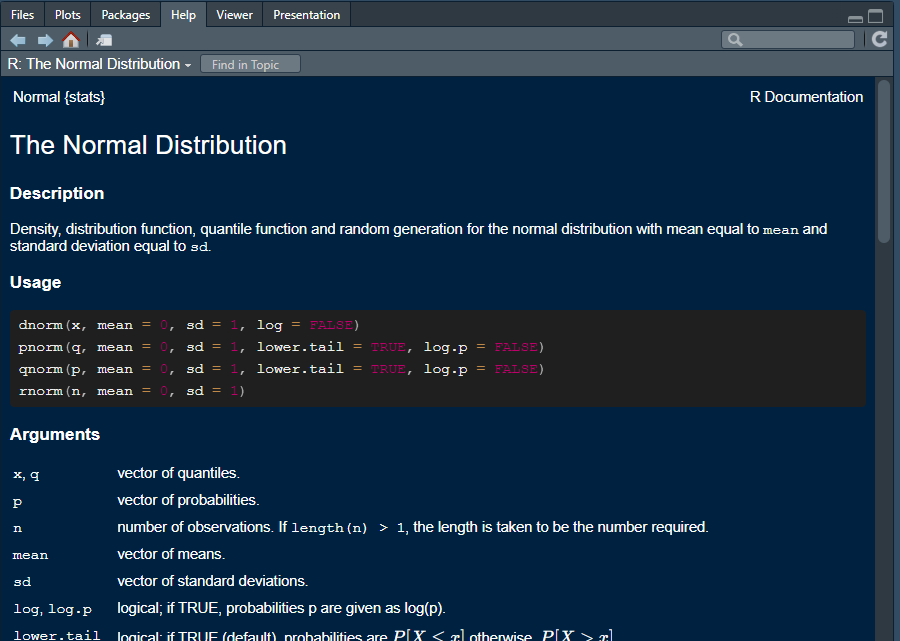 Files Plots Packages Help Viewer Presentation
R: The Normal Distribution Find in Topic
Normal {stats} R Documentation
The Normal Distribution
Description
Density, distribution function, quantile function and random generation for the normal distribution with mean equal to mean and
standard deviation equal to sd.
Usage
dnorm(x, mean = 0, sd = 1, log = FALSE)
pnorm(q, mean = 0, sd = 1, lower.tail = TRUE, log.p = FALSE)
qnorm(p, mean = 0, sd = 1, lower.tail = TRUE, log.p = FALSE)
rnorm(n, mean = 0, sd = 1)
Arguments
x, q vector of quantiles.
p vector of probabilities.
n number of observations. If length(n) > 1, the length is taken to be the number required.
mean vector of means.
sd vector of standard deviations.
log, log.p logical; if TRUE, probabilities p are given as log(p).
lower.tail logical; if TRUE (default), probabilities are P[X ≤ x] otherwise, P[X > x].